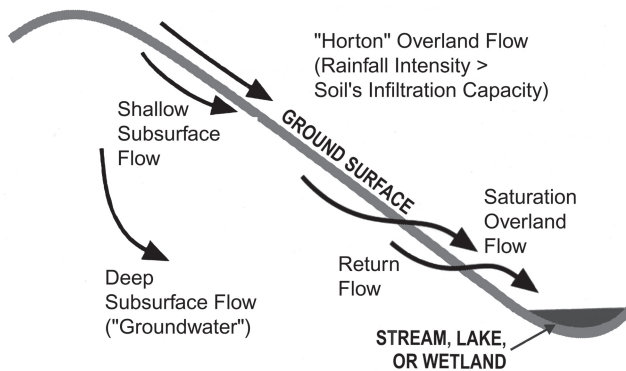 "Horton" Overland Flow
(Rainfall Intensity >
Soil's Infiltration Capacity)
Shallow
Subsurface
Flow
GROUND SURFACE
Saturation
Overland
Flow
Return
Flow
Deep
Subsurface Flow
("Groundwater")
STREAM, LAKE,
OR WETLAND